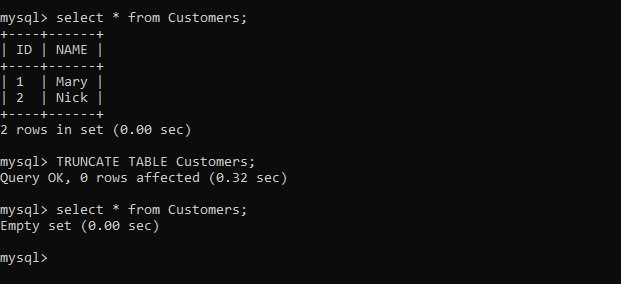 mysql> select * from Customers;
+----+------+
| ID | NAME |
+----+------+
| 1  | Mary |
| 2  | Nick |
+----+------+
2 rows in set (0.00 sec)
mysql> TRUNCATE TABLE Customers;
Query OK, 0 rows affected (0.32 sec)
mysql> select * from Customers;
Empty set (0.00 sec)
mysql>